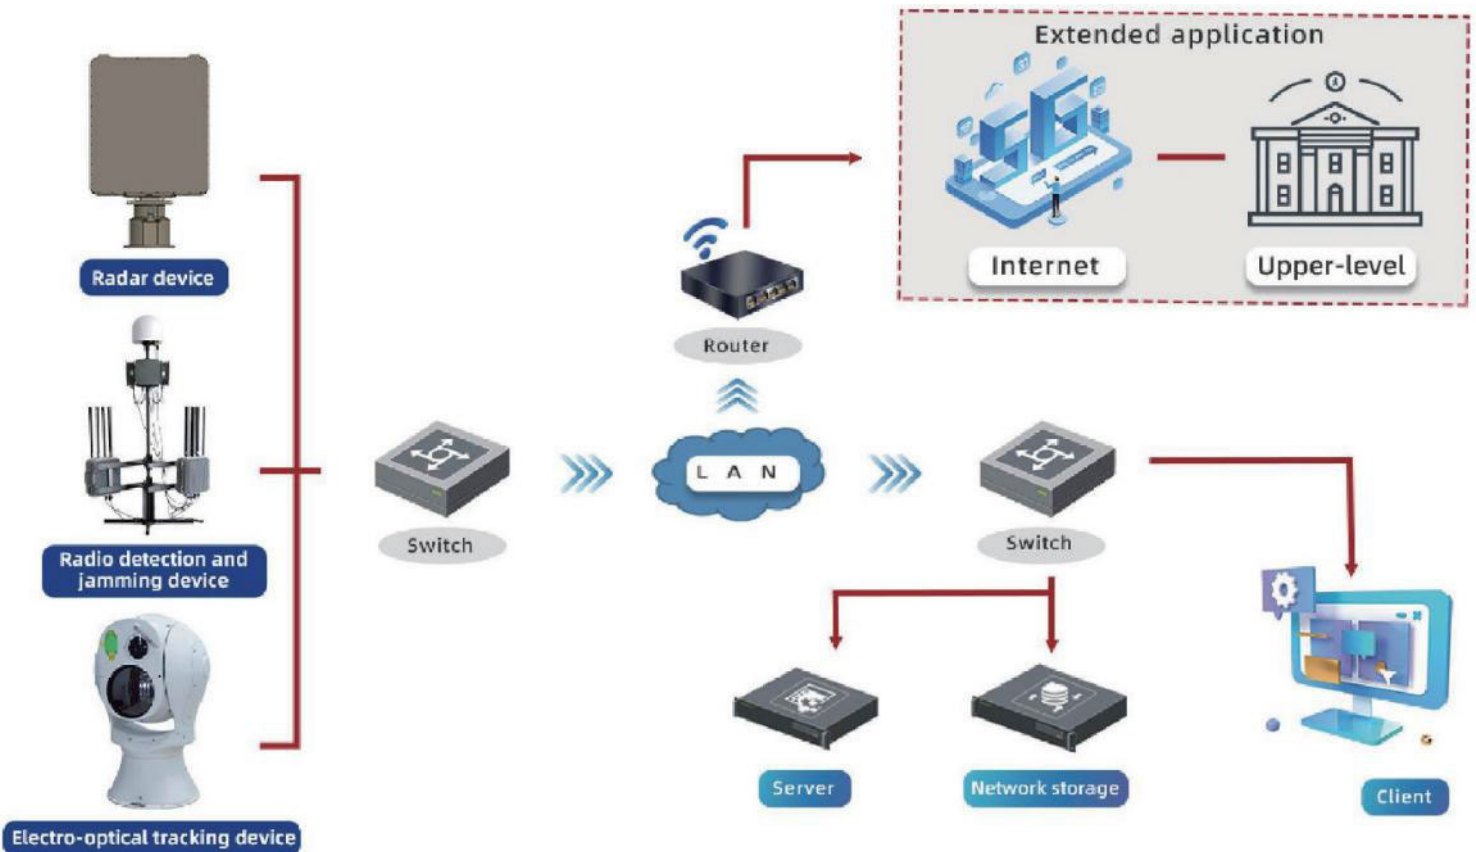 Extended application
Internet
Upper-level
Radar device
Router
Radio detection and
jamming device
Switch
L A N
Switch
Electro-optical tracking device
Server
Network storage
Client
5G